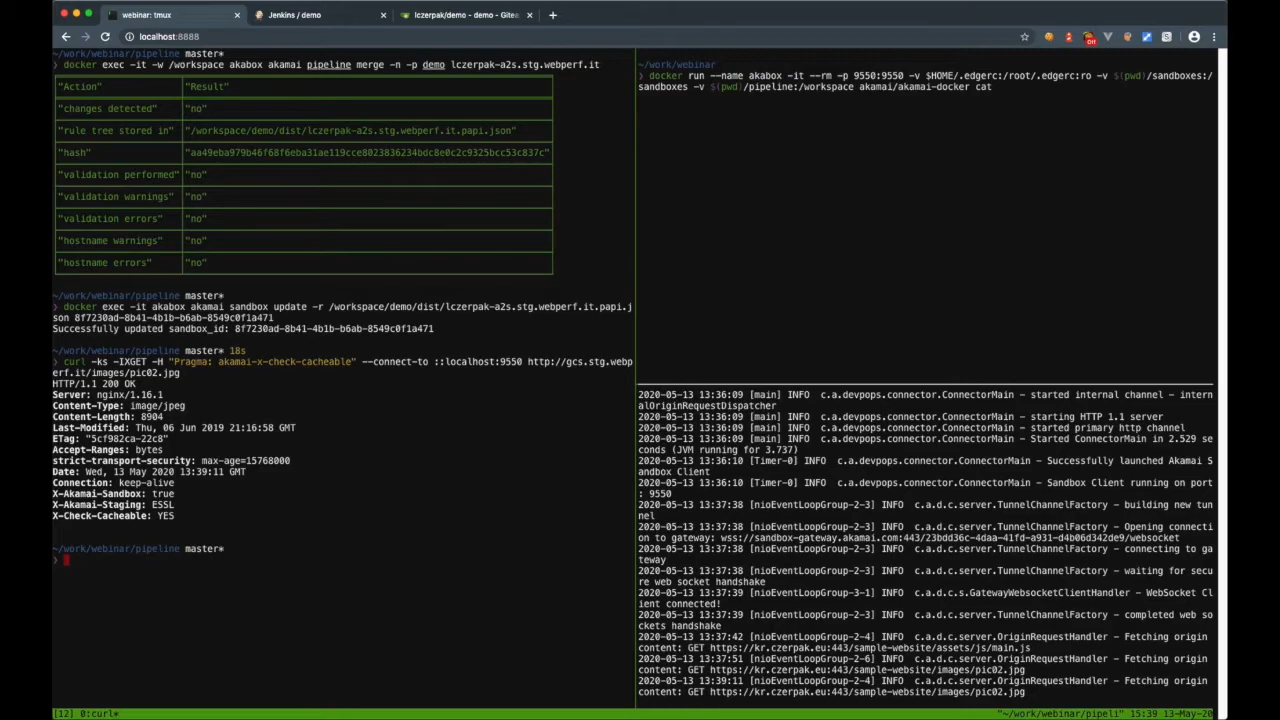 webinar: tmux
Jenkins / demo
lczerpak/demo - demo - Gitea:
localhost:8888
Off
~/work/webinar/pipeline master*
❯ docker exec -it -w /workspace akabox akamai pipeline merge -n -p demo lczerpak-a2s.stg.webperf.it
"Action" "Result"
"changes detected" "no"
"rule tree stored in" "/workspace/demo/dist/lczerpak-a2s.stg.webperf.it.papi.json"
"hash" "aa49eba979b46f68f6eba31ae119cce8023836234bdc8e0c2c9325bcc53c837c"
"validation performed" "no"
"validation warnings" "no"
"validation errors" "no"
"hostname warnings" "no"
"hostname errors" "no"
~/work/webinar/pipeline master*
❯ docker exec -it akabox akamai sandbox update -r /workspace/demo/dist/lczerpak-a2s.stg.webperf.it.papi.j
son 8f7230ad-8b41-4b1b-b6ab-8549c0f1a471
Successfully updated sandbox_id: 8f7230ad-8b41-4b1b-b6ab-8549c0f1a471
~/work/webinar/pipeline master* 18s
❯ curl -ks -IXGET -H "Pragma: akamai-x-check-cacheable" --connect-to ::localhost:9550 http://gcs.stg.webp
erf.it/images/pic02.jpg
HTTP/1.1 200 OK
Server: nginx/1.16.1
Content-Type: image/jpeg
Content-Length: 8904
Last-Modified: Thu, 06 Jun 2019 21:16:58 GMT
ETag: "5cf982ca-22c8"
Accept-Ranges: bytes
strict-transport-security: max-age=15768000
Date: Wed, 13 May 2020 13:39:11 GMT
Connection: keep-alive
X-Akamai-Sandbox: true
X-Akamai-Staging: ESSL
X-Check-Cacheable: YES
~/work/webinar/pipeline master*
❯
~/work/webinar
❯ docker run --name akabox -it --rm -p 9550:9550 -v $HOME/.edgerc:/root/.edgerc:ro -v $(pwd)/sandboxes:/
sandboxes -v $(pwd)/pipeline:/workspace akamai/akamai-docker cat
2020-05-13 13:36:09 [main] INFO c.a.devpops.connector.ConnectorMain - started internal channel - intern
alOriginRequestDispatcher
2020-05-13 13:36:09 [main] INFO c.a.devpops.connector.ConnectorMain - starting HTTP 1.1 server
2020-05-13 13:36:09 [main] INFO c.a.devpops.connector.ConnectorMain - started primary http channel
2020-05-13 13:36:09 [main] INFO c.a.devpops.connector.ConnectorMain - Started ConnectorMain in 2.529 se
conds (JVM running for 3.737)
2020-05-13 13:36:10 [Timer-0] INFO c.a.devpops.connector.ConnectorMain - Successfully launched Akamai S
andbox Client
2020-05-13 13:36:10 [Timer-0] INFO c.a.devpops.connector.ConnectorMain - Sandbox Client running on port
: 9550
2020-05-13 13:37:38 [nioEventLoopGroup-2-3] INFO c.a.d.c.server.TunnelChannelFactory - building new tun
nel
2020-05-13 13:37:38 [nioEventLoopGroup-2-3] INFO c.a.d.c.server.TunnelChannelFactory - Opening connecti
on to gateway: wss://sandbox-gateway.akamai.com:443/23bdd36c-4daa-41fd-a931-d4b06d342de9/websocket
2020-05-13 13:37:38 [nioEventLoopGroup-2-3] INFO c.a.d.c.server.TunnelChannelFactory - connecting to ga
teway
2020-05-13 13:37:38 [nioEventLoopGroup-2-3] INFO c.a.d.c.server.TunnelChannelFactory - waiting for secu
re web socket handshake
2020-05-13 13:37:39 [nioEventLoopGroup-3-1] INFO c.a.d.c.s.GatewayWebsocketClientHandler - WebSocket Cl
ient connected!
2020-05-13 13:37:39 [nioEventLoopGroup-2-3] INFO c.a.d.c.server.TunnelChannelFactory - completed web so
ckets handshake
2020-05-13 13:37:42 [nioEventLoopGroup-2-4] INFO c.a.d.c.server.OriginRequestHandler - Fetching origin
content: GET https://kr.czerpak.eu:443/sample-website/assets/js/main.js
2020-05-13 13:37:51 [nioEventLoopGroup-2-6] INFO c.a.d.c.server.OriginRequestHandler - Fetching origin
content: GET https://kr.czerpak.eu:443/sample-website/images/pic02.jpg
2020-05-13 13:39:11 [nioEventLoopGroup-2-4] INFO c.a.d.c.server.OriginRequestHandler - Fetching origin
content: GET https://kr.czerpak.eu:443/sample-website/images/pic02.jpg
[12] 0:curl* "~/work/webinar/pipeli" 15:39 13-May-20